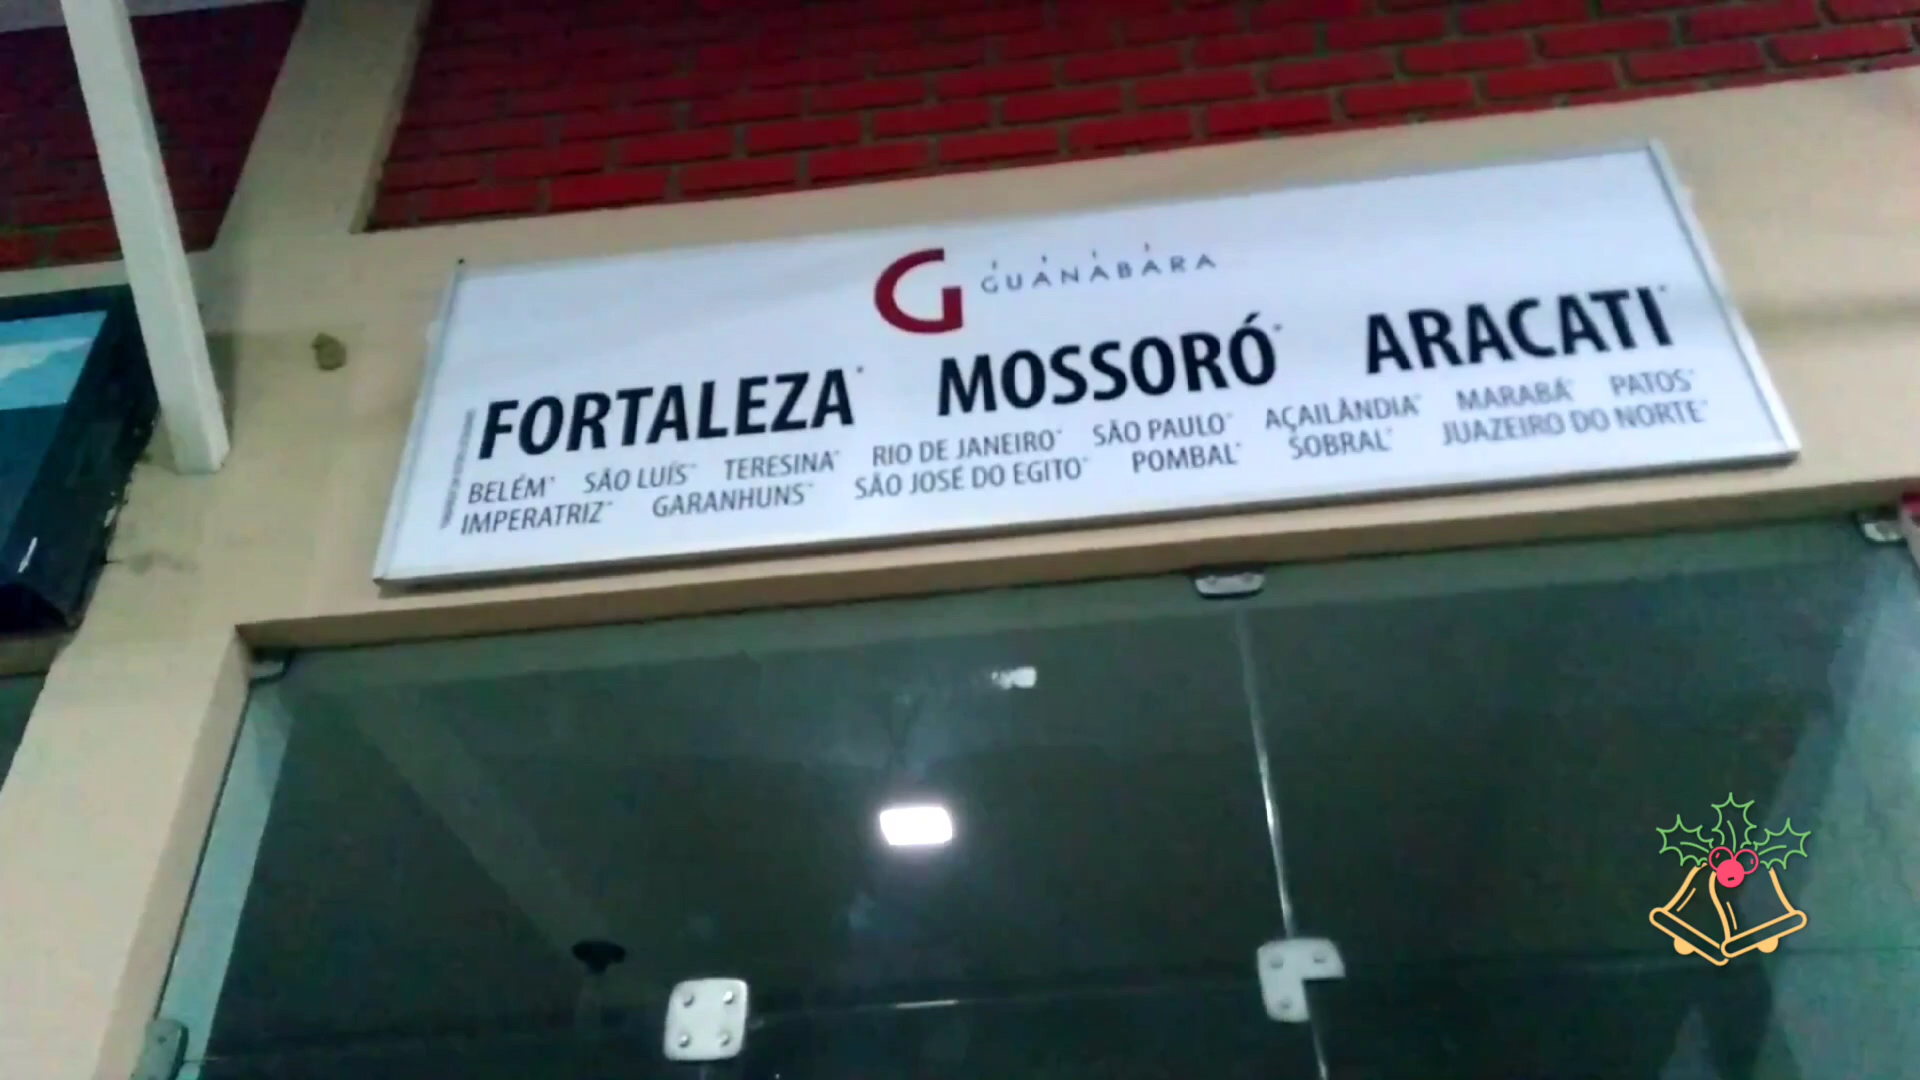 G GUANABARA
FORTALEZA* MOSSORÓ* ARACATI*
BELÉM* SÃO LUÍS* TERESINA* RIO DE JANEIRO* SÃO PAULO* AÇAILÂNDIA* MARABÁ* PATOS*
IMPERATRIZ* GARANHUNS* SÃO JOSÉ DO EGITO* POMBAL* SOBRAL* JUAZEIRO DO NORTE*